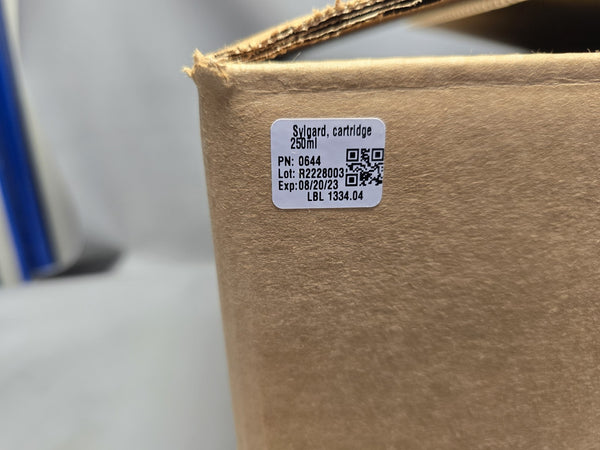 Sylgard, cartridge
250ml
PN: 0644
Lot: R2228003
Exp:08/20/23
LBL 1334.04